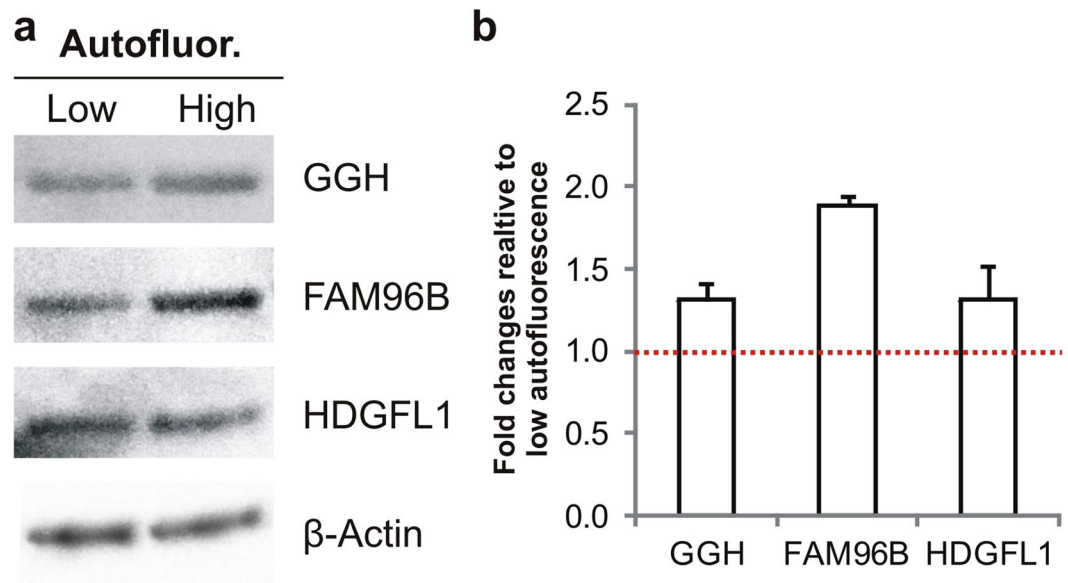 a
Autofluor.
Low High
GGH
FAM96B
HDGFL1
β-Actin
b
Fold changes realtive to
low autofluorescence
2.5
2.0
1.5
1.0
0.5
0.0
GGH FAM96B HDGFL1